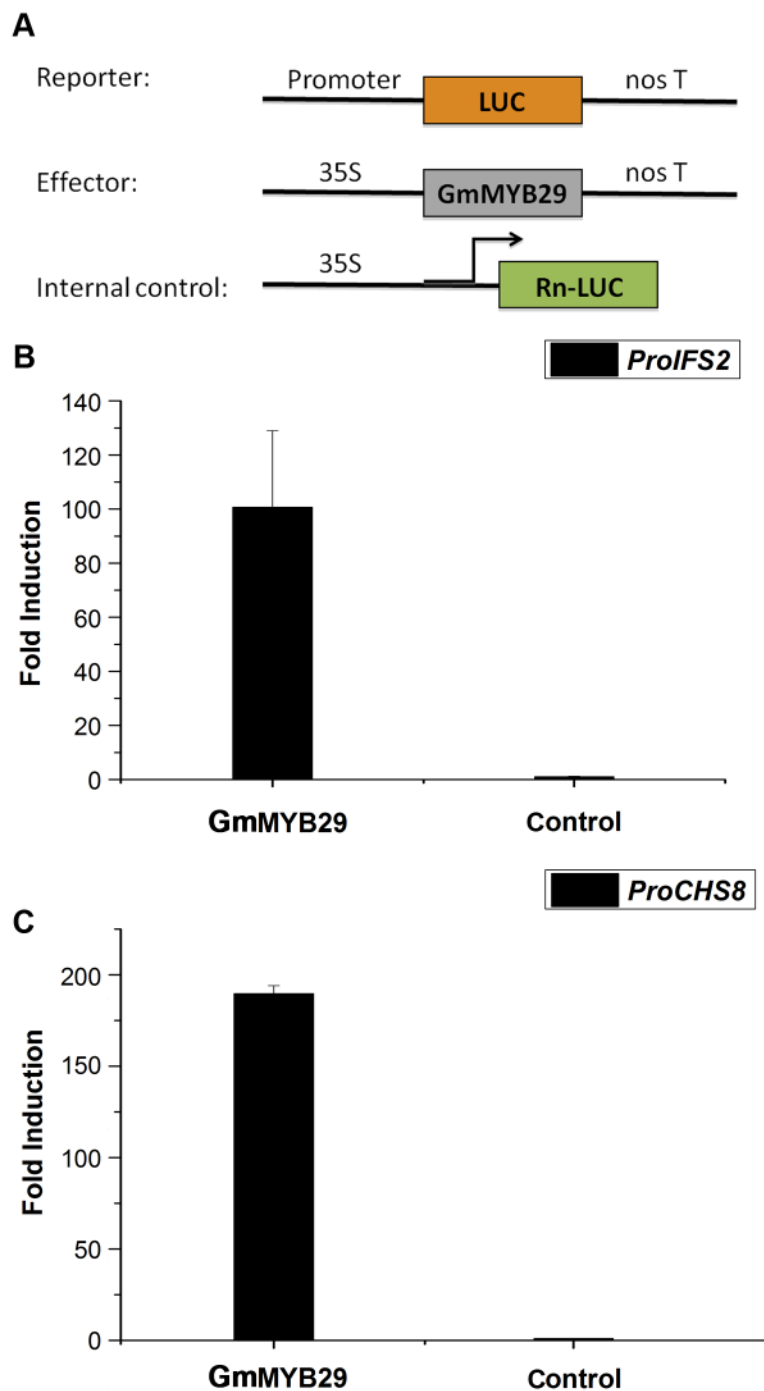 A
Reporter: Promoter LUC nos T
Effector: 35S GmMYB29 nos T
Internal control: 35S Rn-LUC
B
ProIFS2
Fold Induction
140
120
100
80
60
40
20
0
GmMYB29 Control
C
ProCHS8
Fold Induction
200
150
100
50
0
GmMYB29 Control